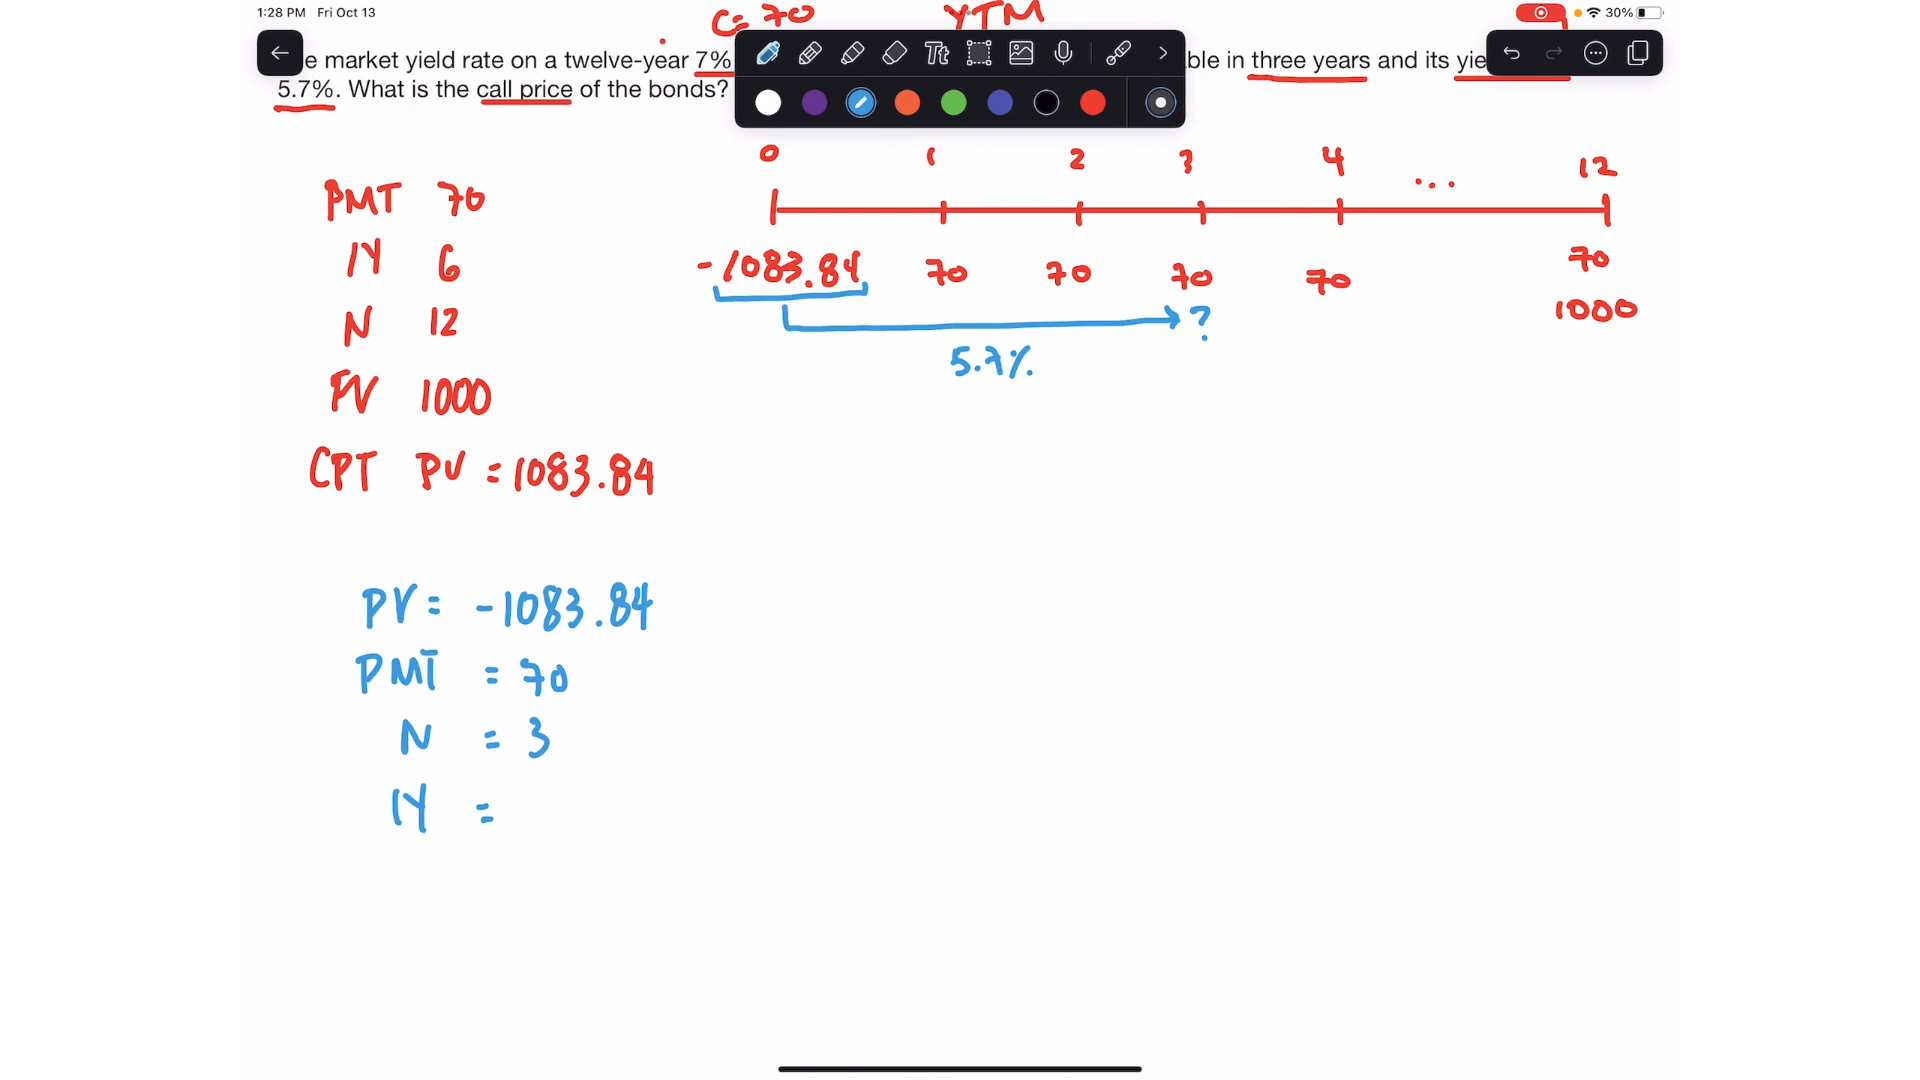 1:28 PM Fri Oct 13
30%
C= 70 YTM
e market yield rate on a twelve-year 7% ble in three years and its yie
5.7%. What is the call price of the bonds?
Tt
0 1 2 3 4 ... 12
PMT 70
IY 6
N 12
FV 1000
CPT PV = 1083.84
-1083.84 70 70 70 70 70
1000
?
5.7%
PV = -1083.84
PMT = 70
N = 3
IY =